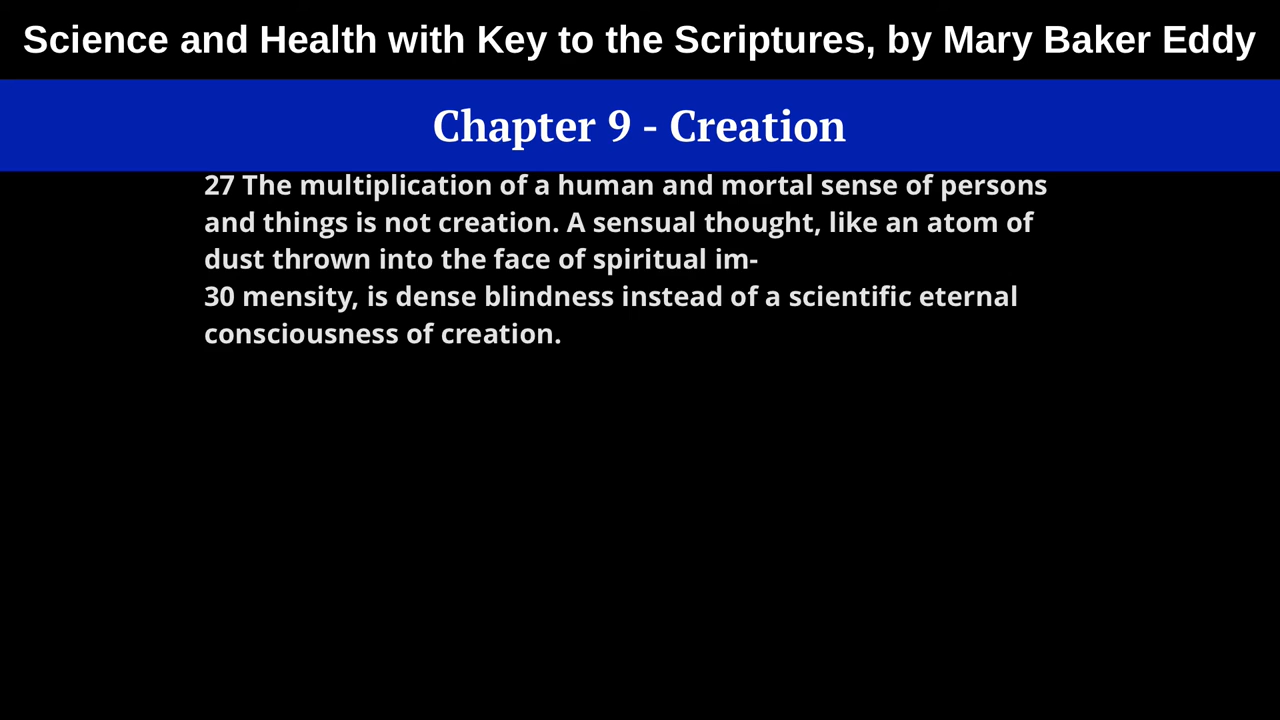 Science and Health with Key to the Scriptures, by Mary Baker Eddy
Chapter 9 - Creation
27 The multiplication of a human and mortal sense of persons
and things is not creation. A sensual thought, like an atom of
dust thrown into the face of spiritual im-
30 mensity, is dense blindness instead of a scientific eternal
consciousness of creation.